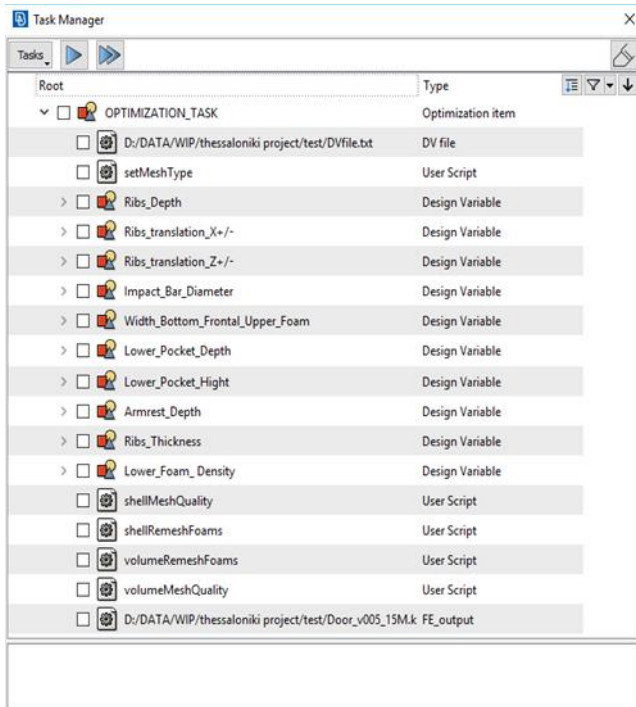 Task Manager
Tasks
Root Type
OPTIMIZATION_TASK Optimization item
D:/DATA/WIP/thessaloniki project/test/DVfile.txt DV file
setMeshType User Script
Ribs_Depth Design Variable
Ribs_translation_X+/- Design Variable
Ribs_translation_Z+/- Design Variable
Impact_Bar_Diameter Design Variable
Width_Bottom_Frontal_Upper_Foam Design Variable
Lower_Pocket_Depth Design Variable
Lower_Pocket_Hight Design Variable
Armrest_Depth Design Variable
Ribs_Thickness Design Variable
Lower_Foam_ Density Design Variable
shellMeshQuality User Script
shellRemeshFoams User Script
volumeRemeshFoams User Script
volumeMeshQuality User Script
D:/DATA/WIP/thessaloniki project/test/Door_v005_15M.k FE_output